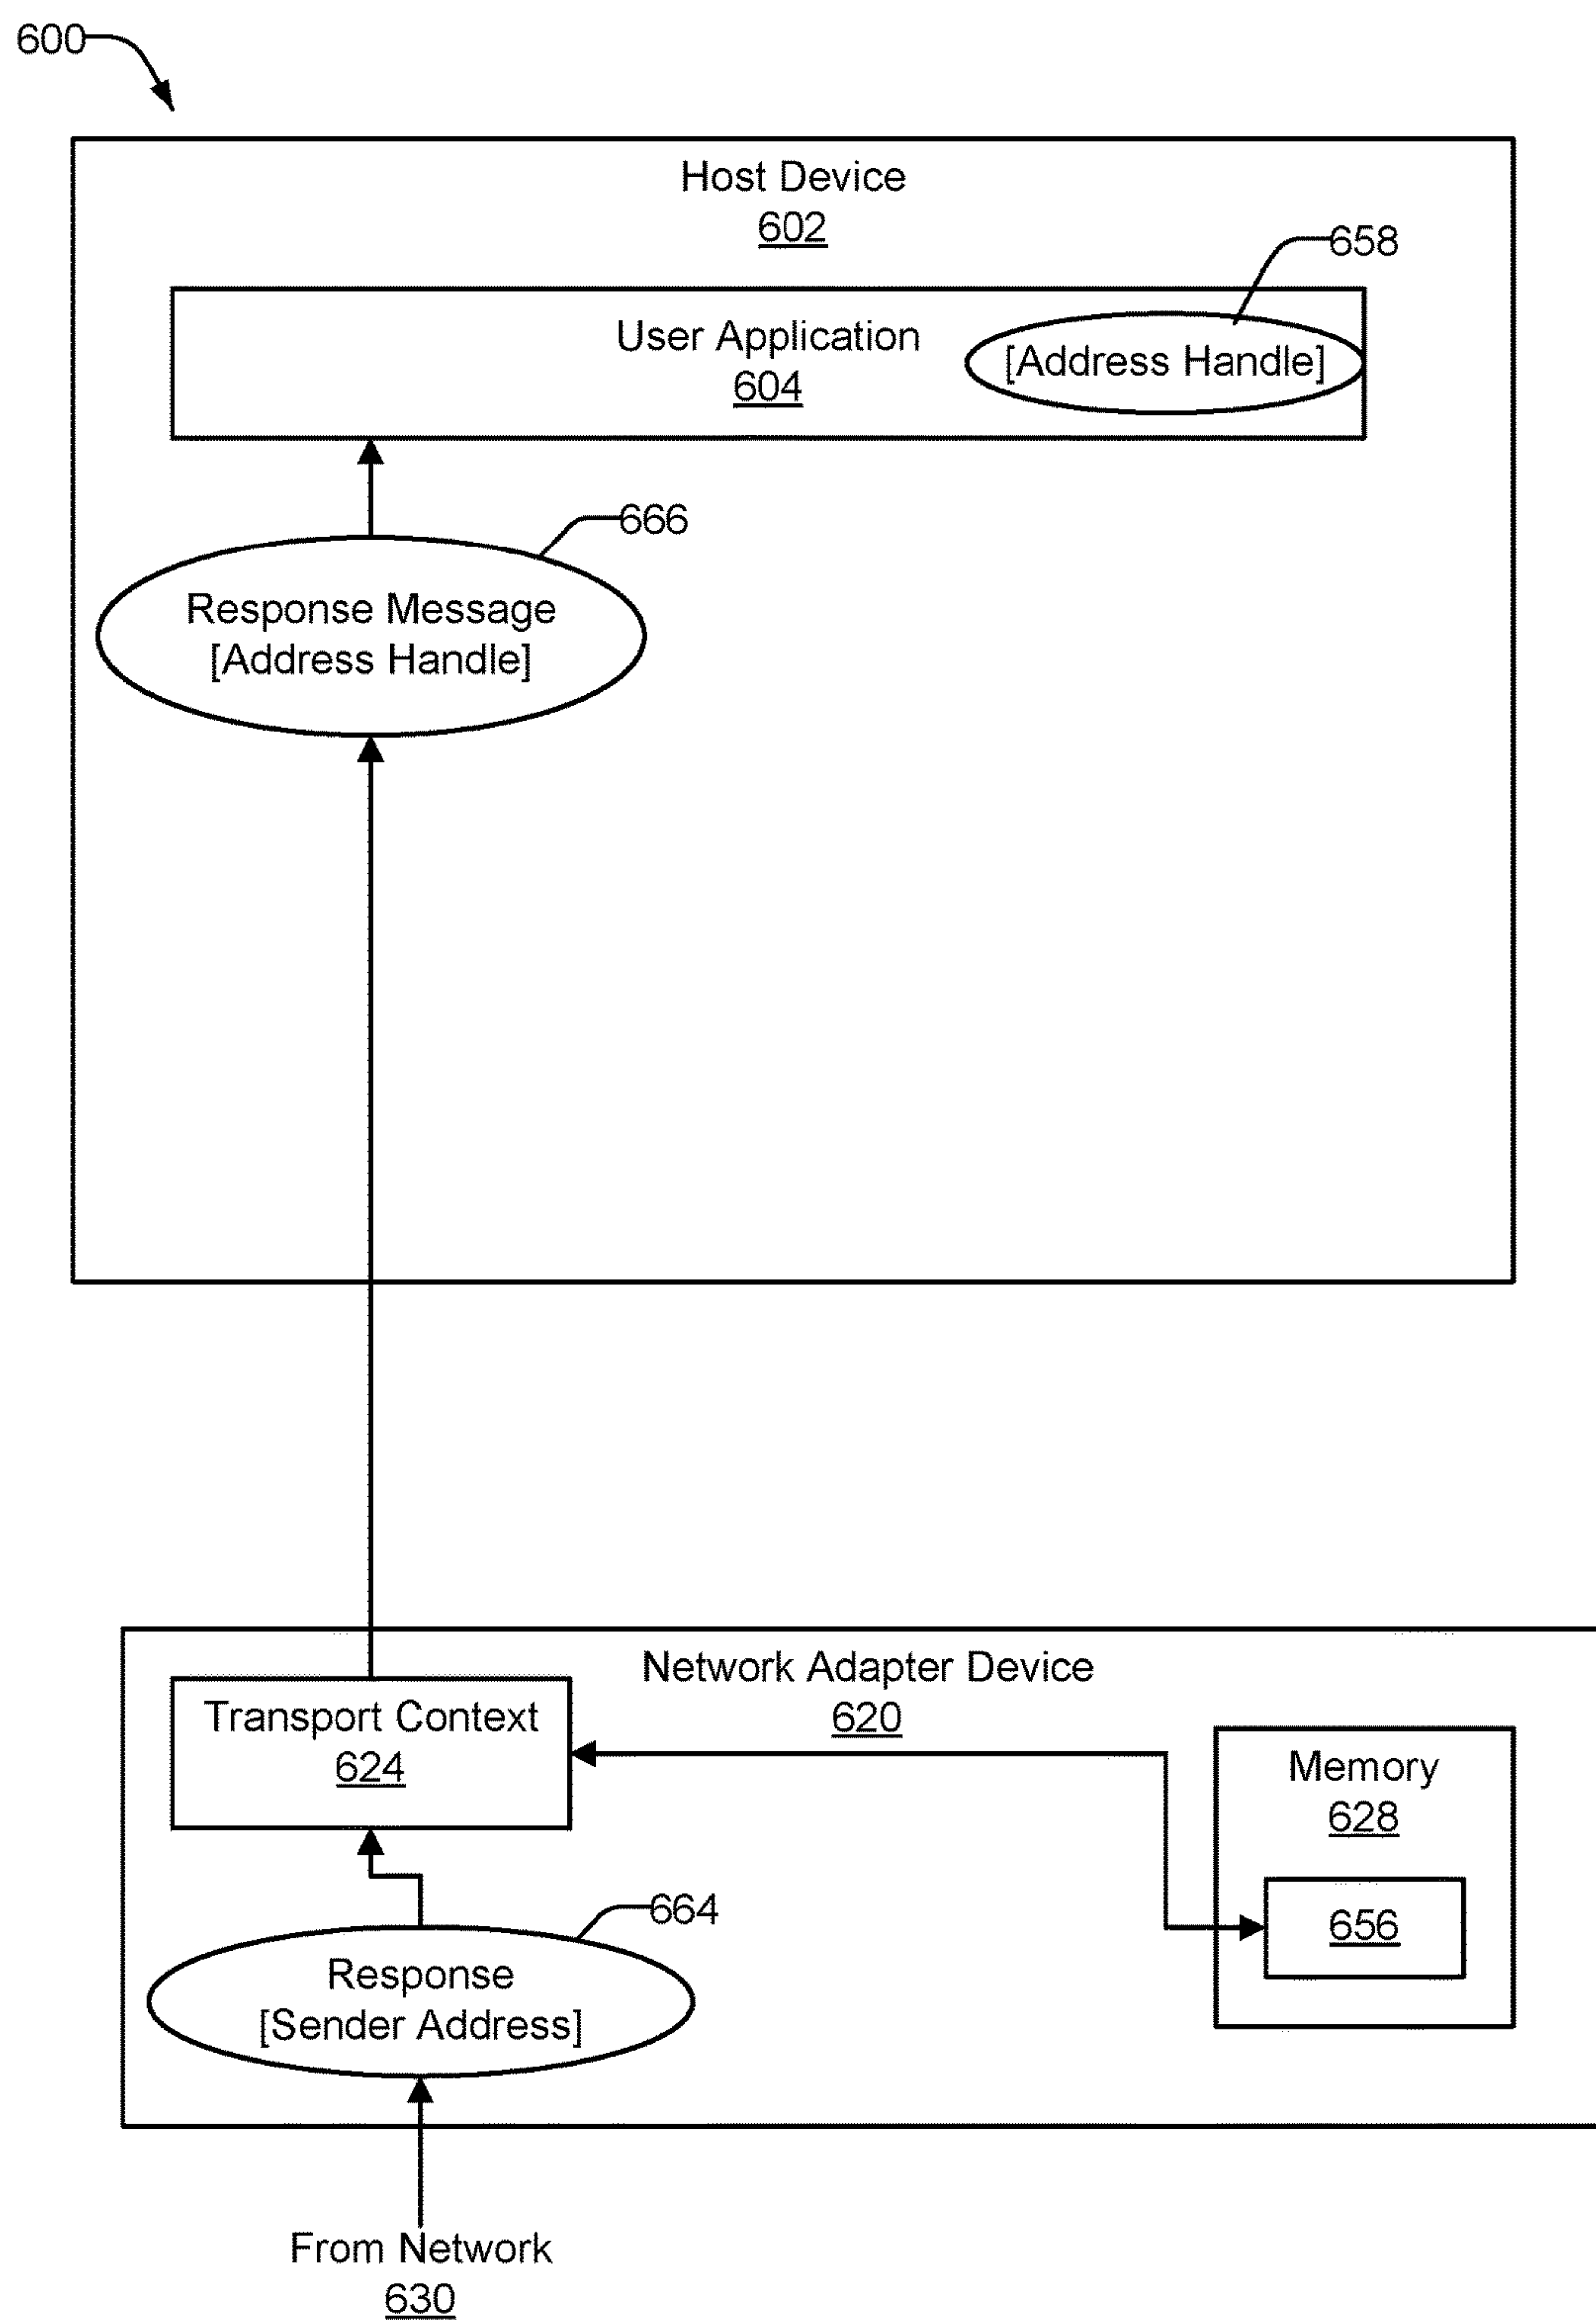 600
Host Device
602
658
User Application
604
[Address Handle]
666
Response Message
[Address Handle]
Network Adapter Device
620
Transport Context
624
Memory
628
656
664
Response
[Sender Address]
From Network
630